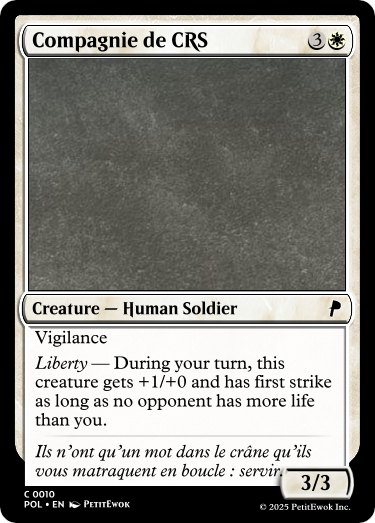 Compagnie de CRS 3
Creature — Human Soldier
Vigilance
Liberty — During your turn, this
creature gets +1/+0 and has first strike
as long as no opponent has more life
than you.
Ils n'ont qu'un mot dans le crâne qu'ils
vous matraquent en boucle : servir.
3/3
C 0010
POL • EN PETITEWOK
© 2025 PetitEwok Inc.